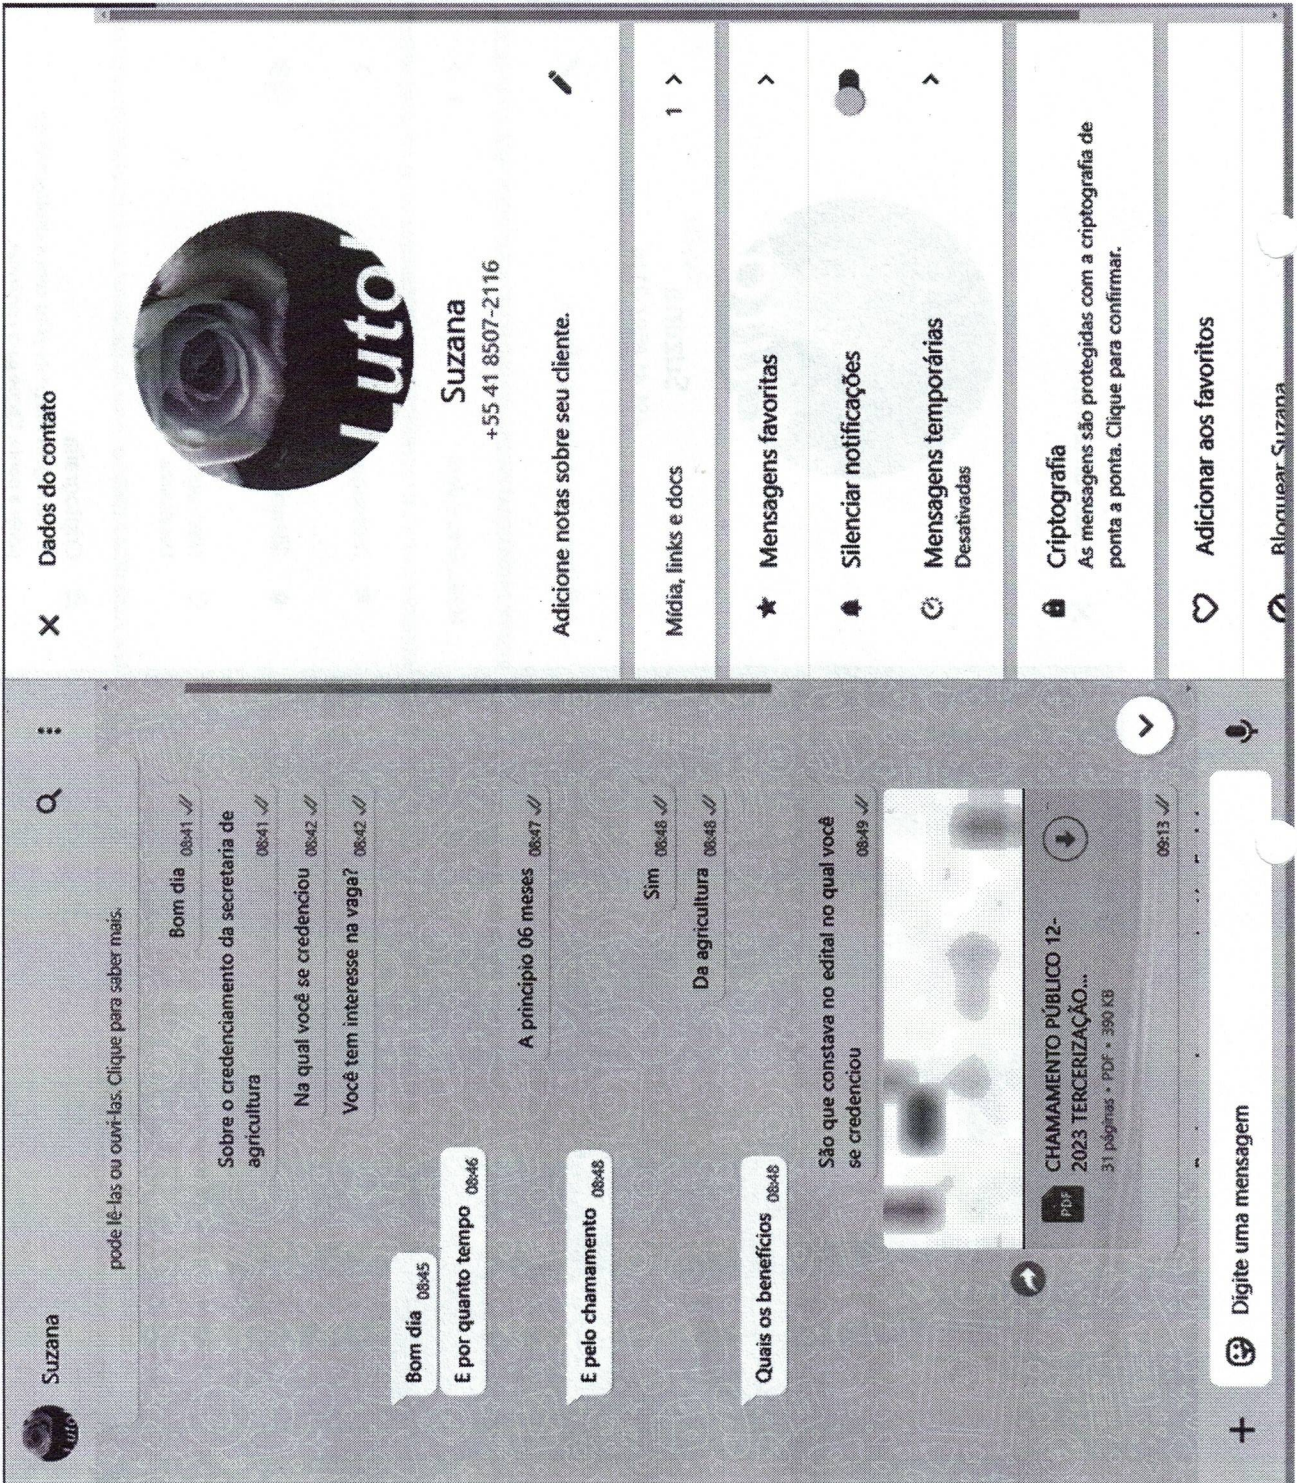 Suzana
pode lê-las ou ouvi-las. Clique para saber mais.
Bom dia 08:41
Sobre o credenciamento da secretaria de
agricultura 08:41
Na qual você se credenciou 08:42
Você tem interesse na vaga? 08:42
Bom dia 08:45
E por quanto tempo 08:46
A principio 06 meses 08:47
E pelo chamamento 08:48
Sim 08:48
Da agricultura 08:48
Quais os benefícios 08:48
São que constava no edital no qual você
se credenciou 08:49
CHAMAMENTO PÚBLICO 12-
2023 TERCERIZAÇÃO...
PDF
31 páginas • PDF • 390 KB
09:13
Digite uma mensagem
Dados do contato
Luto
Suzana
+55 41 8507-2116
Adicione notas sobre seu cliente.
Mídia, links e docs 1
Mensagens favoritas
Silenciar notificações
Mensagens temporárias
Desativadas
Criptografia
As mensagens são protegidas com a criptografia de
ponta a ponta. Clique para confirmar.
Adicionar aos favoritos
Bloquear Suzana